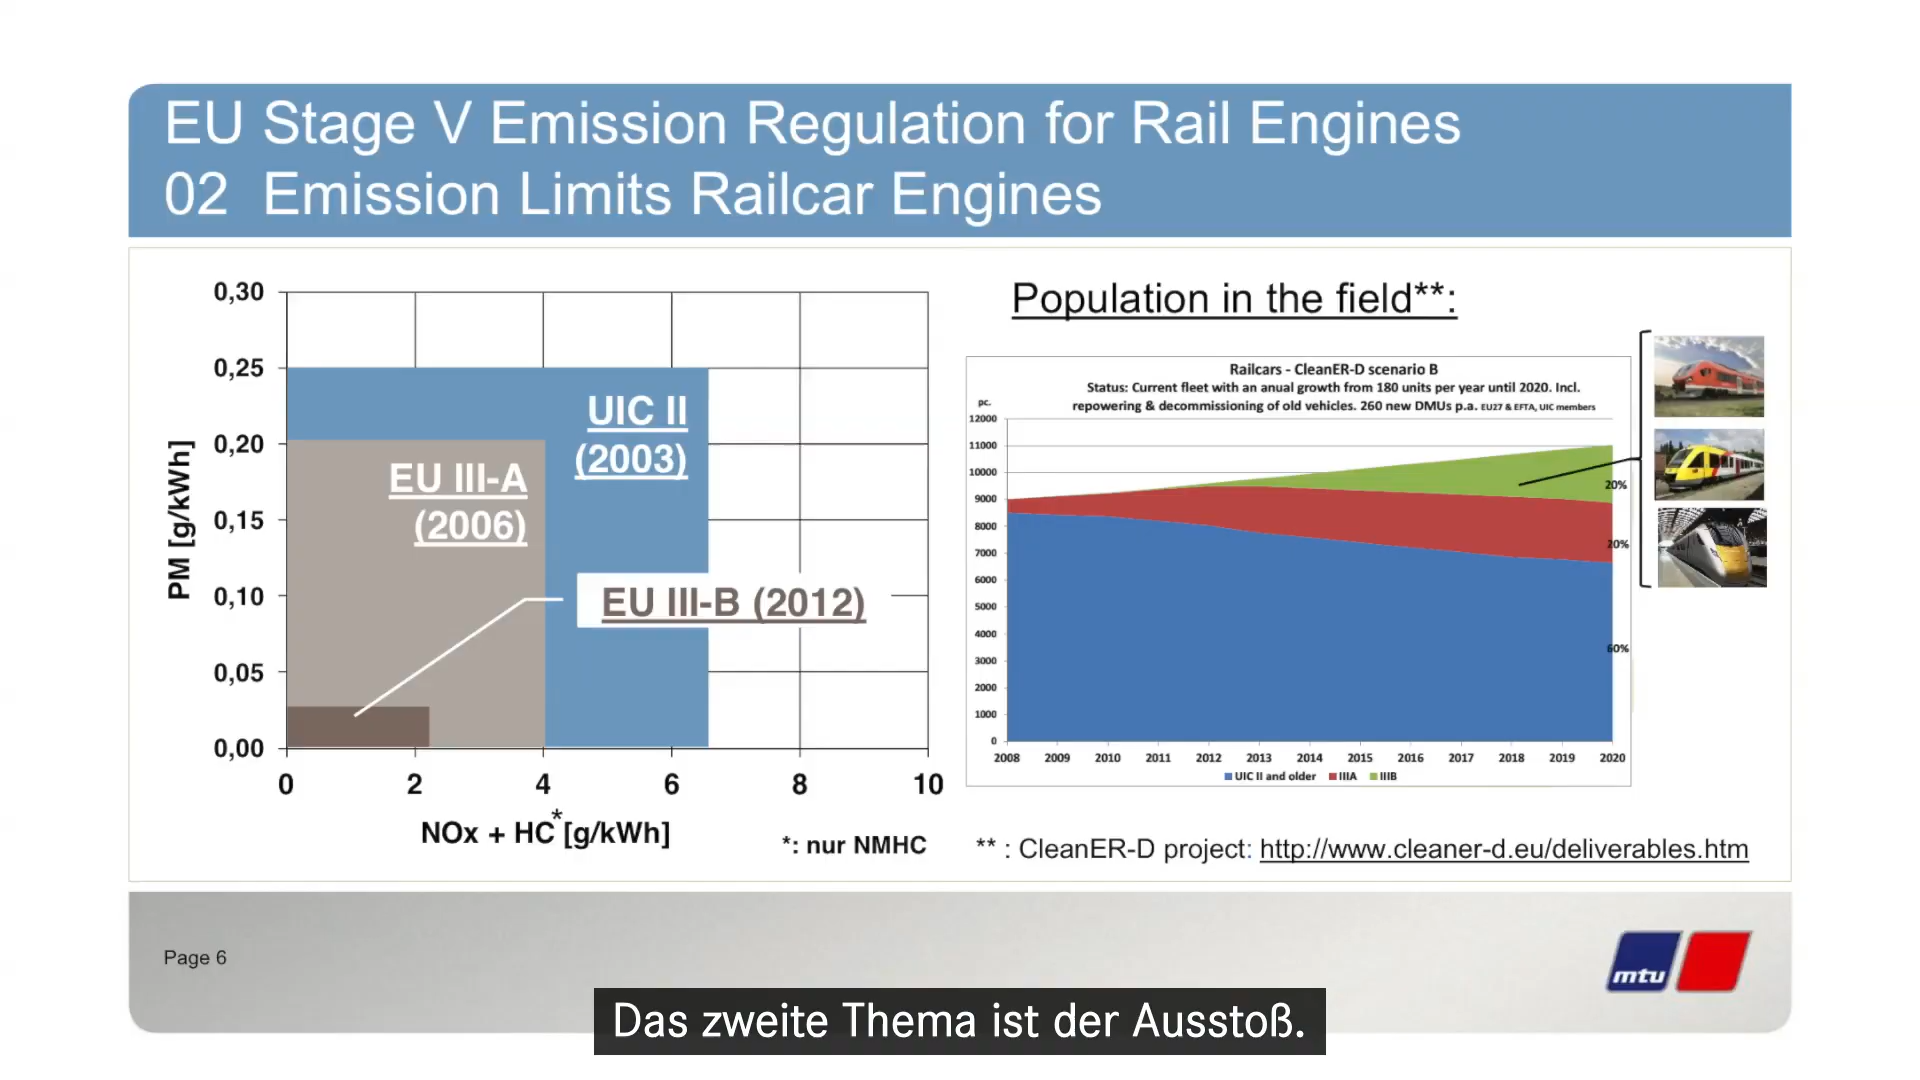 EU Stage V Emission Regulation for Rail Engines
02 Emission Limits Railcar Engines
0,30
0,25
0,20
0,15
0,10
0,05
0,00
PM [g/kWh]
UIC II
(2003)
EU III-A
(2006)
EU III-B (2012)
0 2 4 6 8 10
NOx + HC* [g/kWh]
*: nur NMHC
Population in the field**:
Railcars - CleanER-D scenario B
Status: Current fleet with an anual growth from 180 units per year until 2020. Incl.
repowering & decommissioning of old vehicles. 260 new DMUs p.a. EU27 & EFTA, UIC members
pc.
12000
11000
10000
9000
8000
7000
6000
5000
4000
3000
2000
1000
0
20%
20%
60%
2008 2009 2010 2011 2012 2013 2014 2015 2016 2017 2018 2019 2020
UIC II and older IIIA IIIB
** : CleanER-D project: http://www.cleaner-d.eu/deliverables.htm
Page 6
mtu
Das zweite Thema ist der Ausstoß.